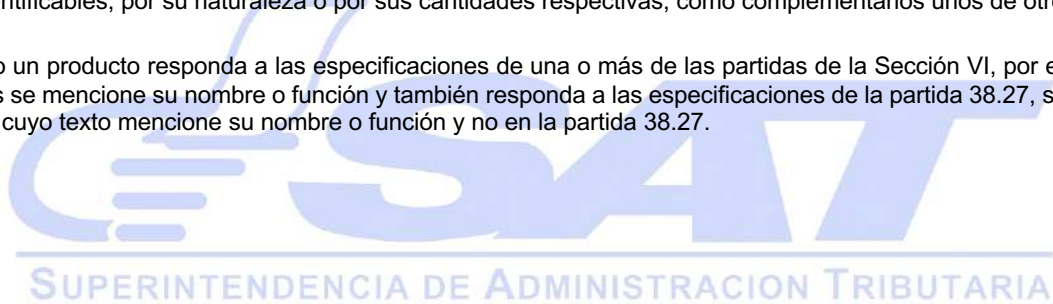 entificables, por su naturaleza o por sus cantidades respectivas, como complementarios unos de otro
o un producto responda a las especificaciones de una o más de las partidas de la Sección VI, por e
s se mencione su nombre o función y también responda a las especificaciones de la partida 38.27, s
cuyo texto mencione su nombre o función y no en la partida 38.27.
SAT
SUPERINTENDENCIA DE ADMINISTRACION TRIBUTARIA